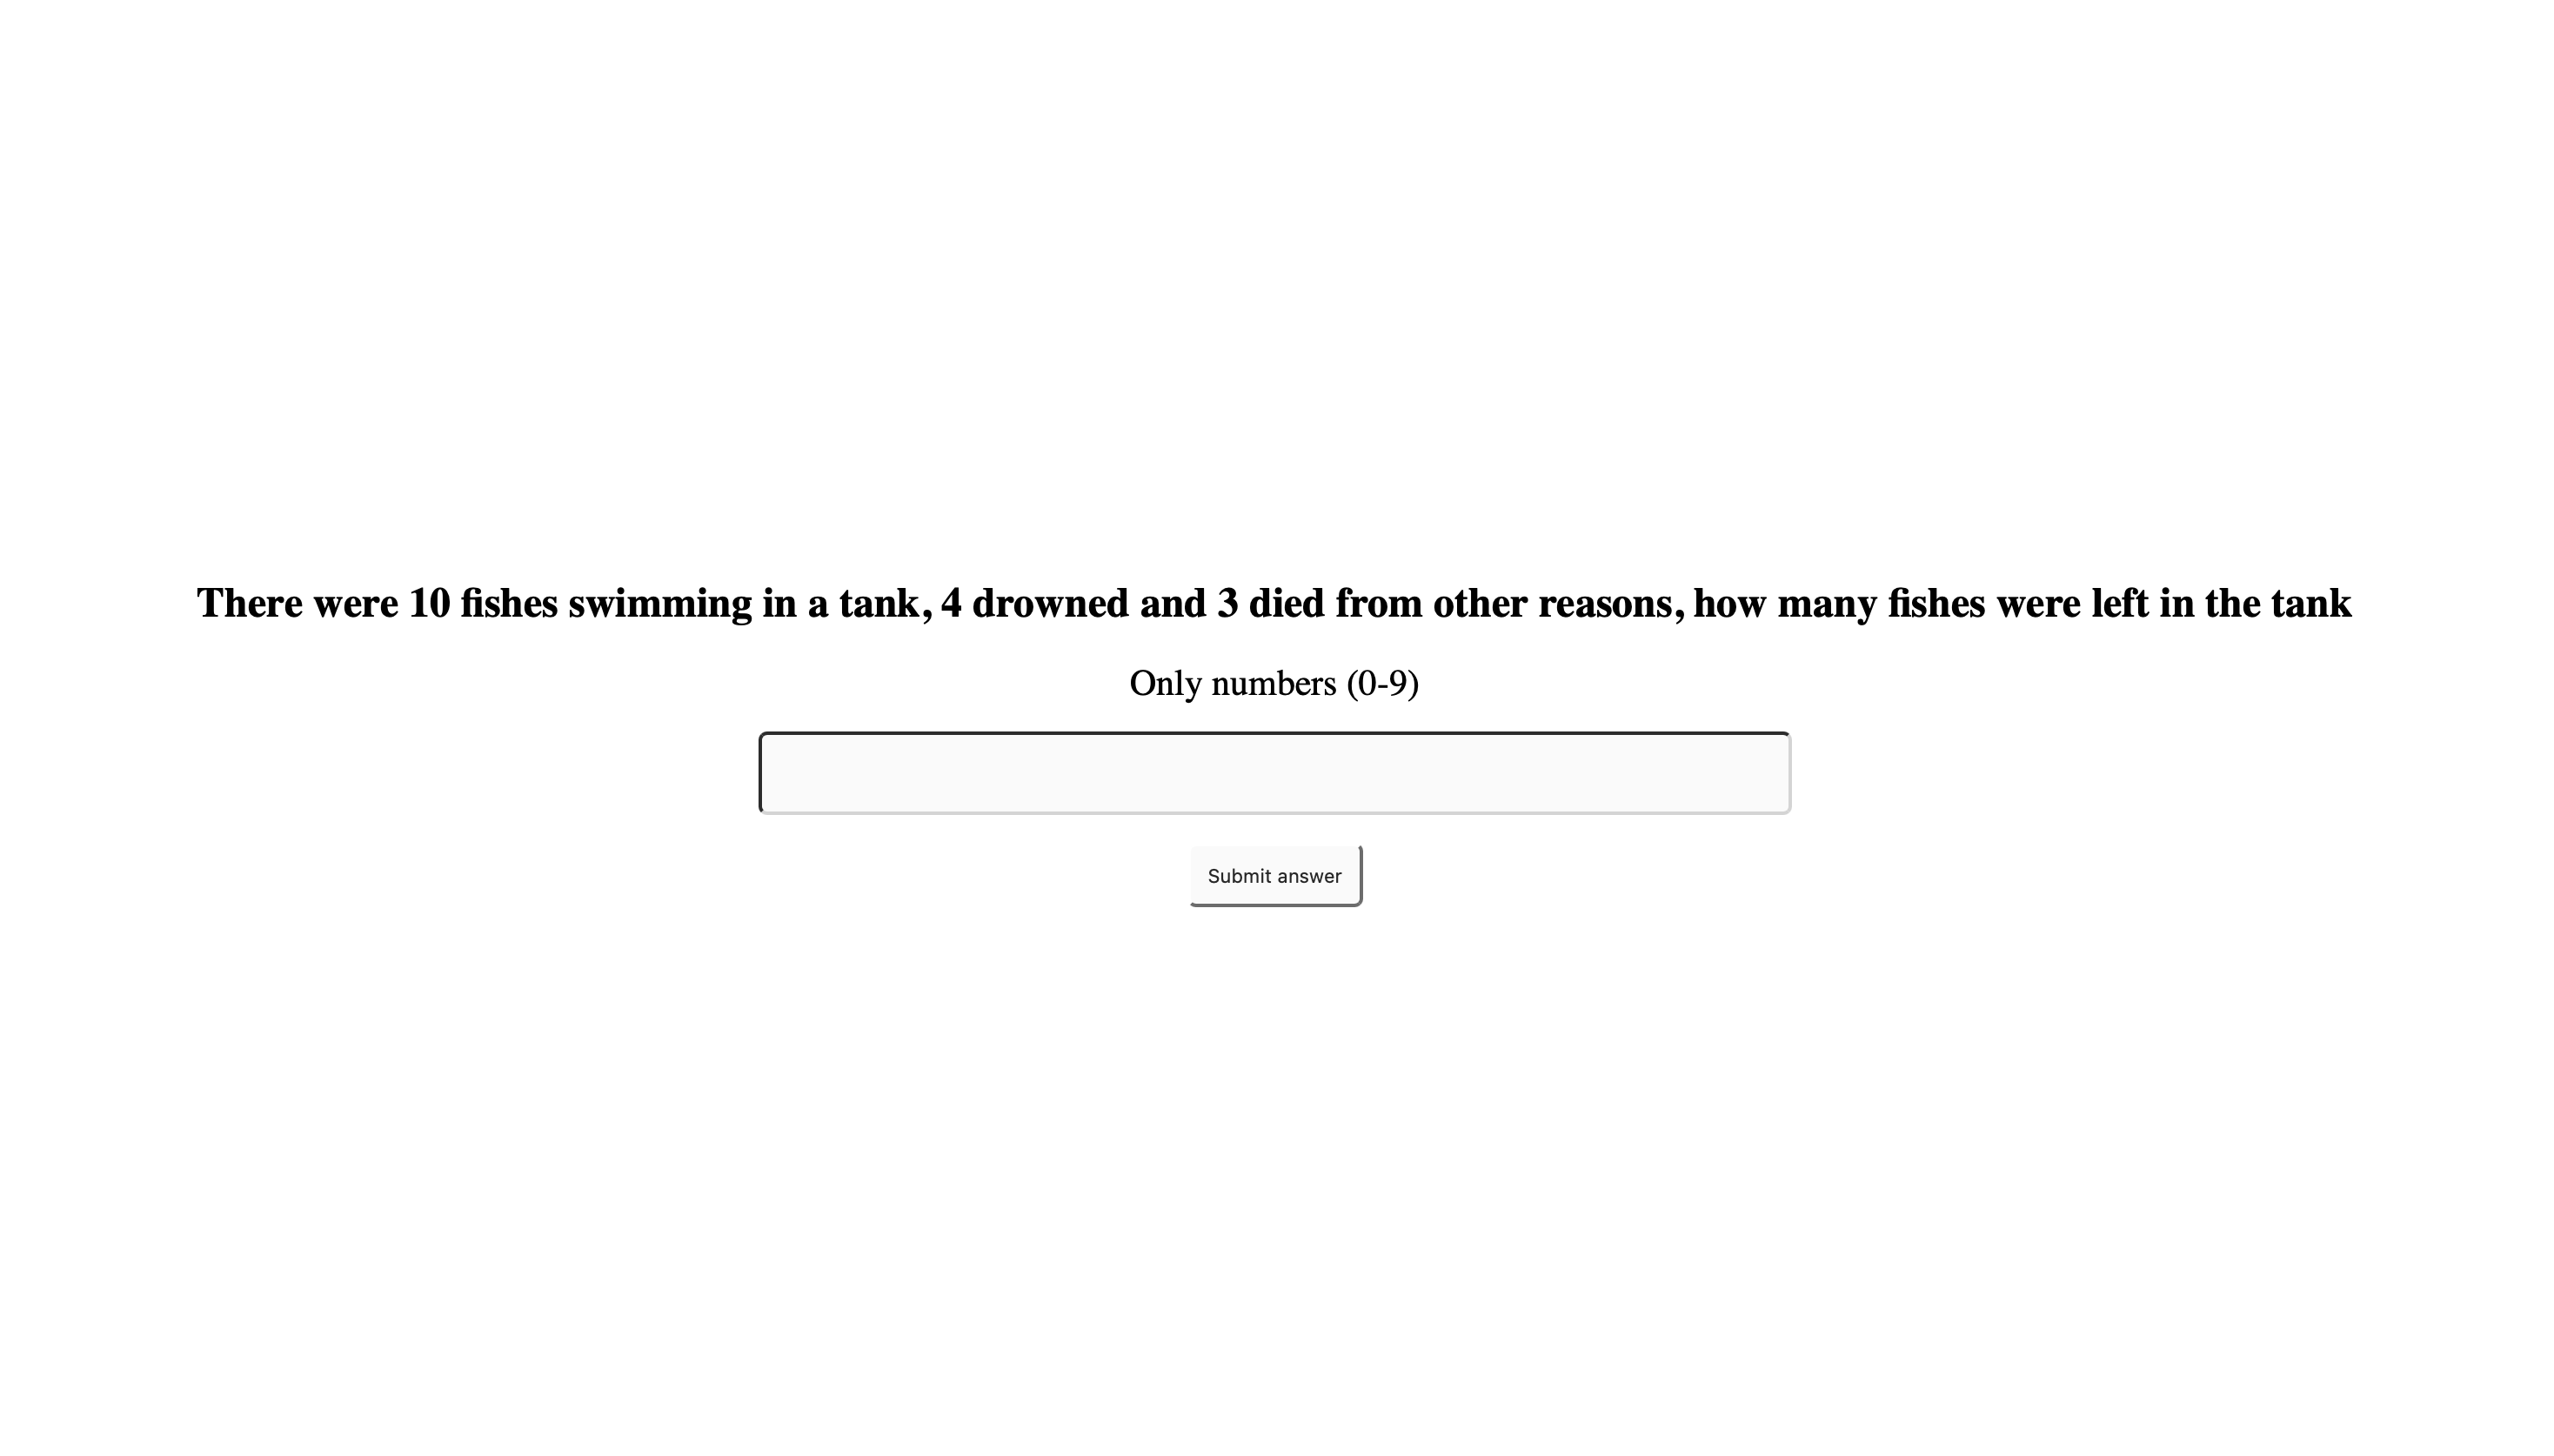 There were 10 fishes swimming in a tank, 4 drowned and 3 died from other reasons, how many fishes were left in the tank
Only numbers (0-9)
Submit answer